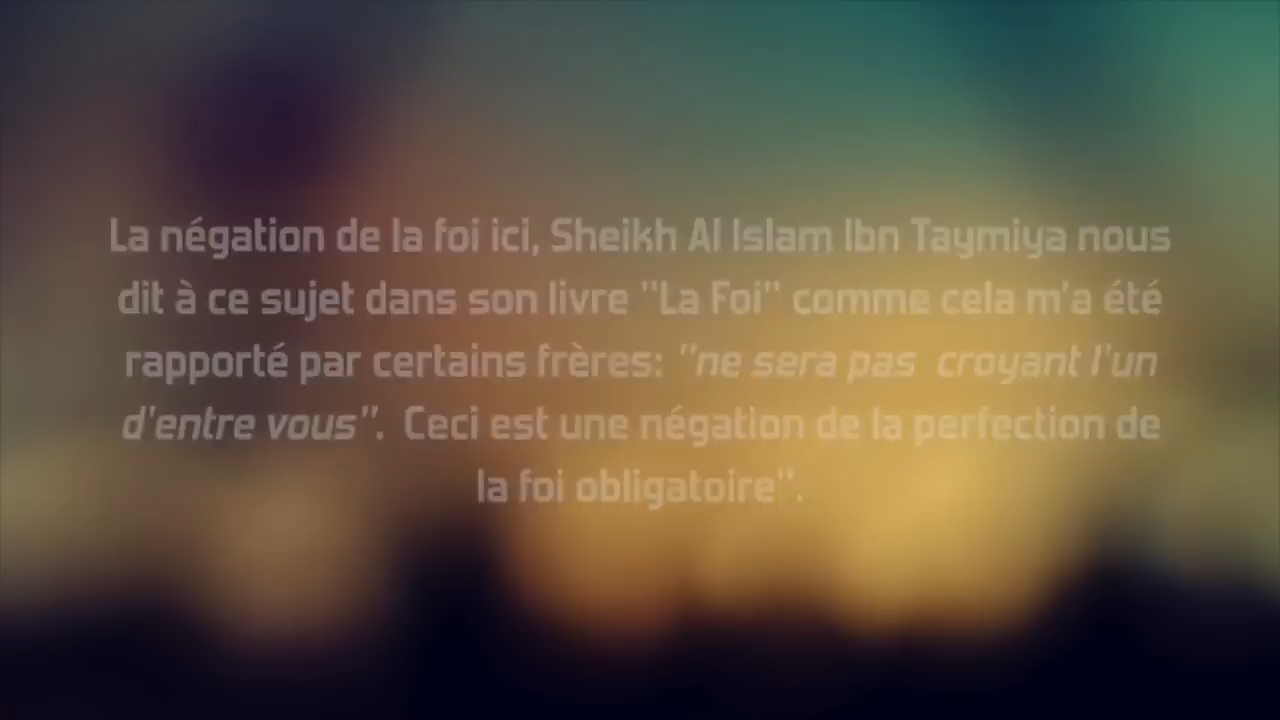 La négation de la foi ici, Sheikh Al Islam Ibn Taymiya nous
dit à ce sujet dans son livre "La Foi" comme cela m'a été
rapporté par certains frères: "ne sera pas croyant l'un
d'entre vous". Ceci est une négation de la perfection de
la foi obligatoire".